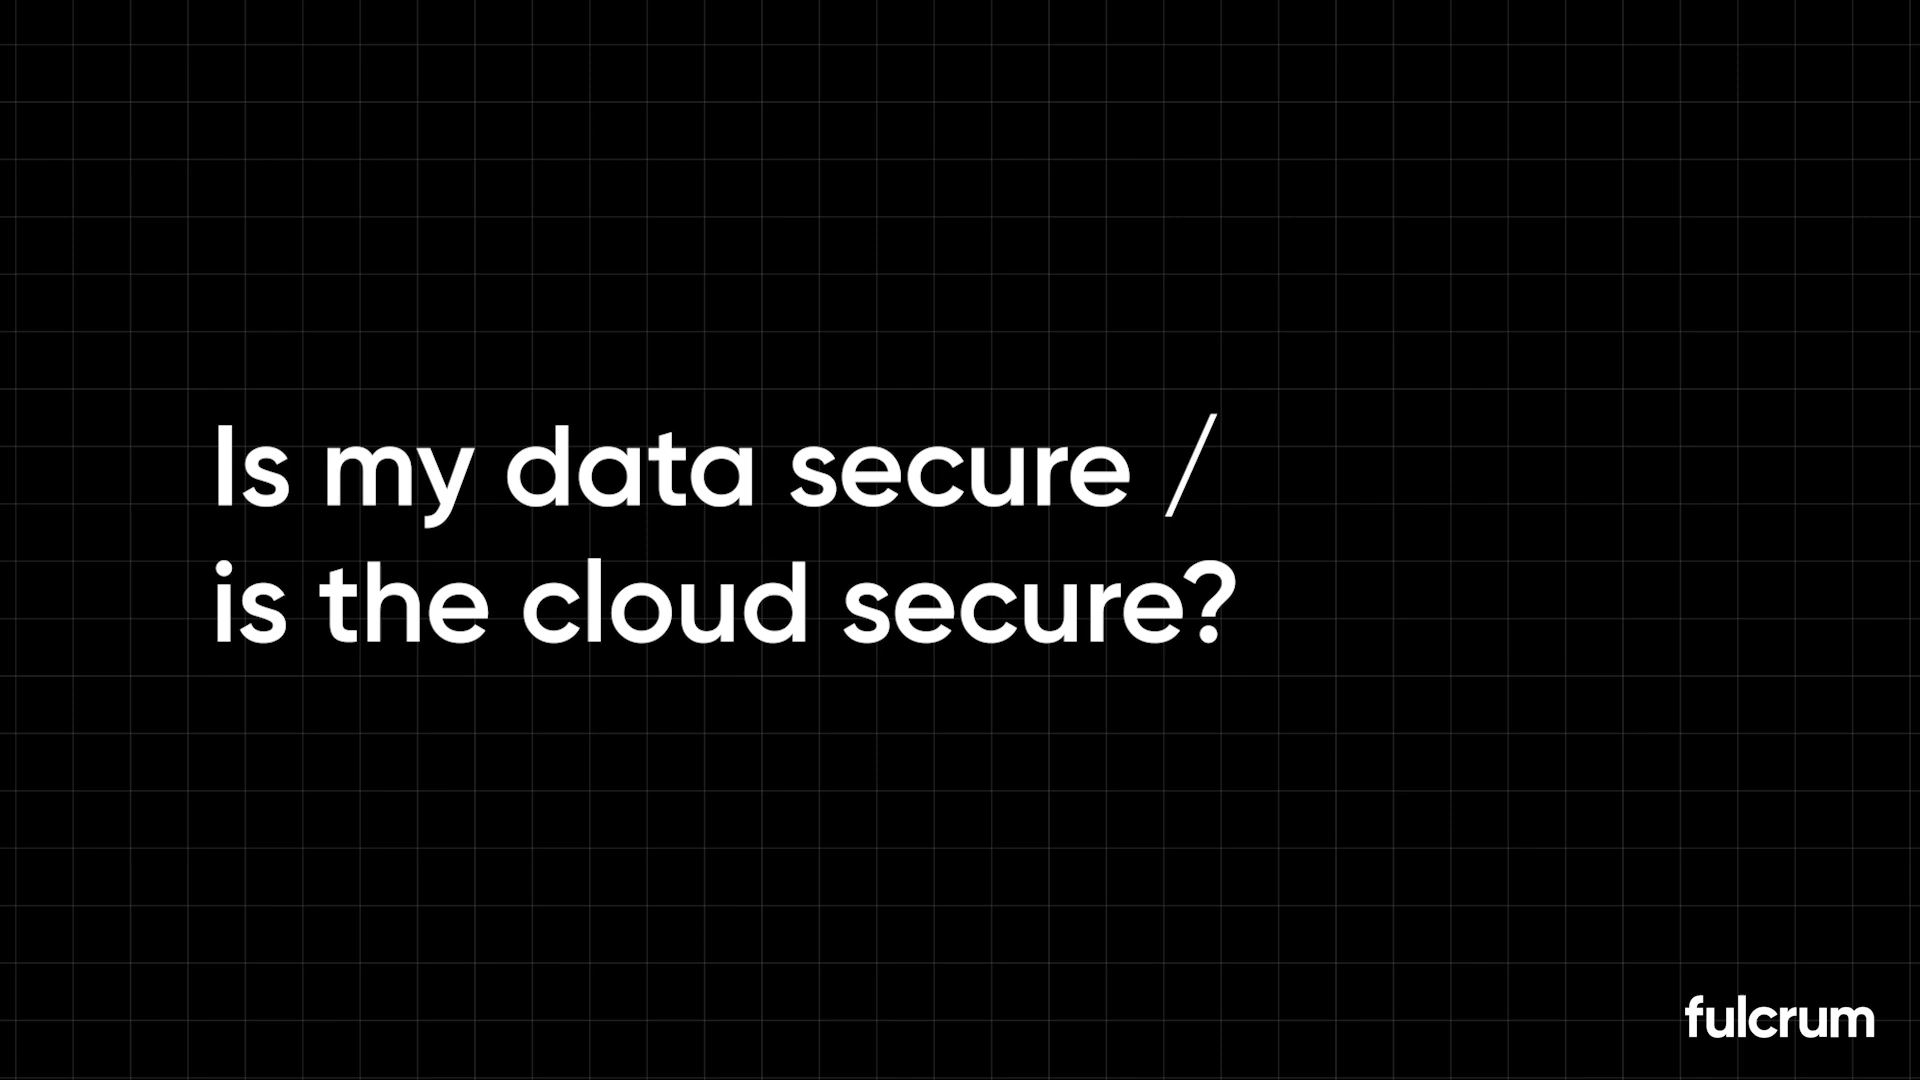 Is my data secure /
is the cloud secure?
fulcrum